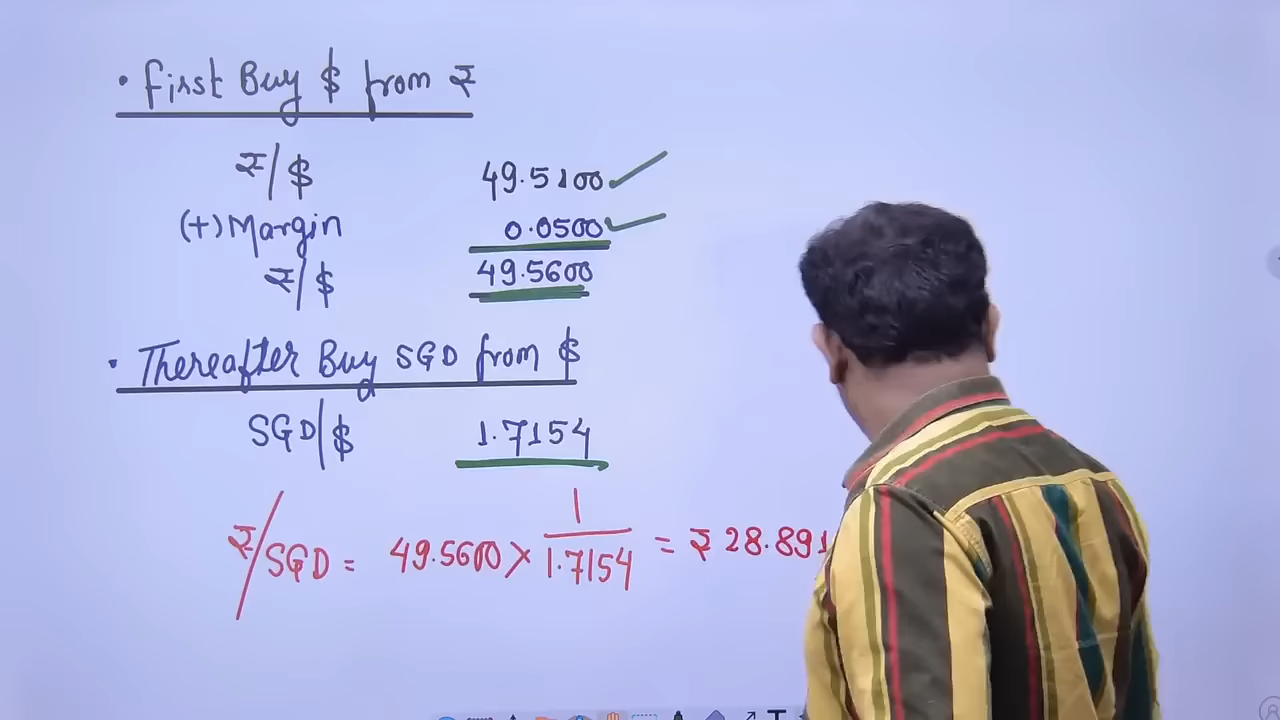 • First Buy $ from ₹
₹/$ 49.5100
(+) Margin 0.0500
₹/$ 49.5600
• Thereafter Buy SGD from $
SGD/$ 1.7154
₹/SGD = 49.5600 × 1/1.7154 = ₹ 28.891